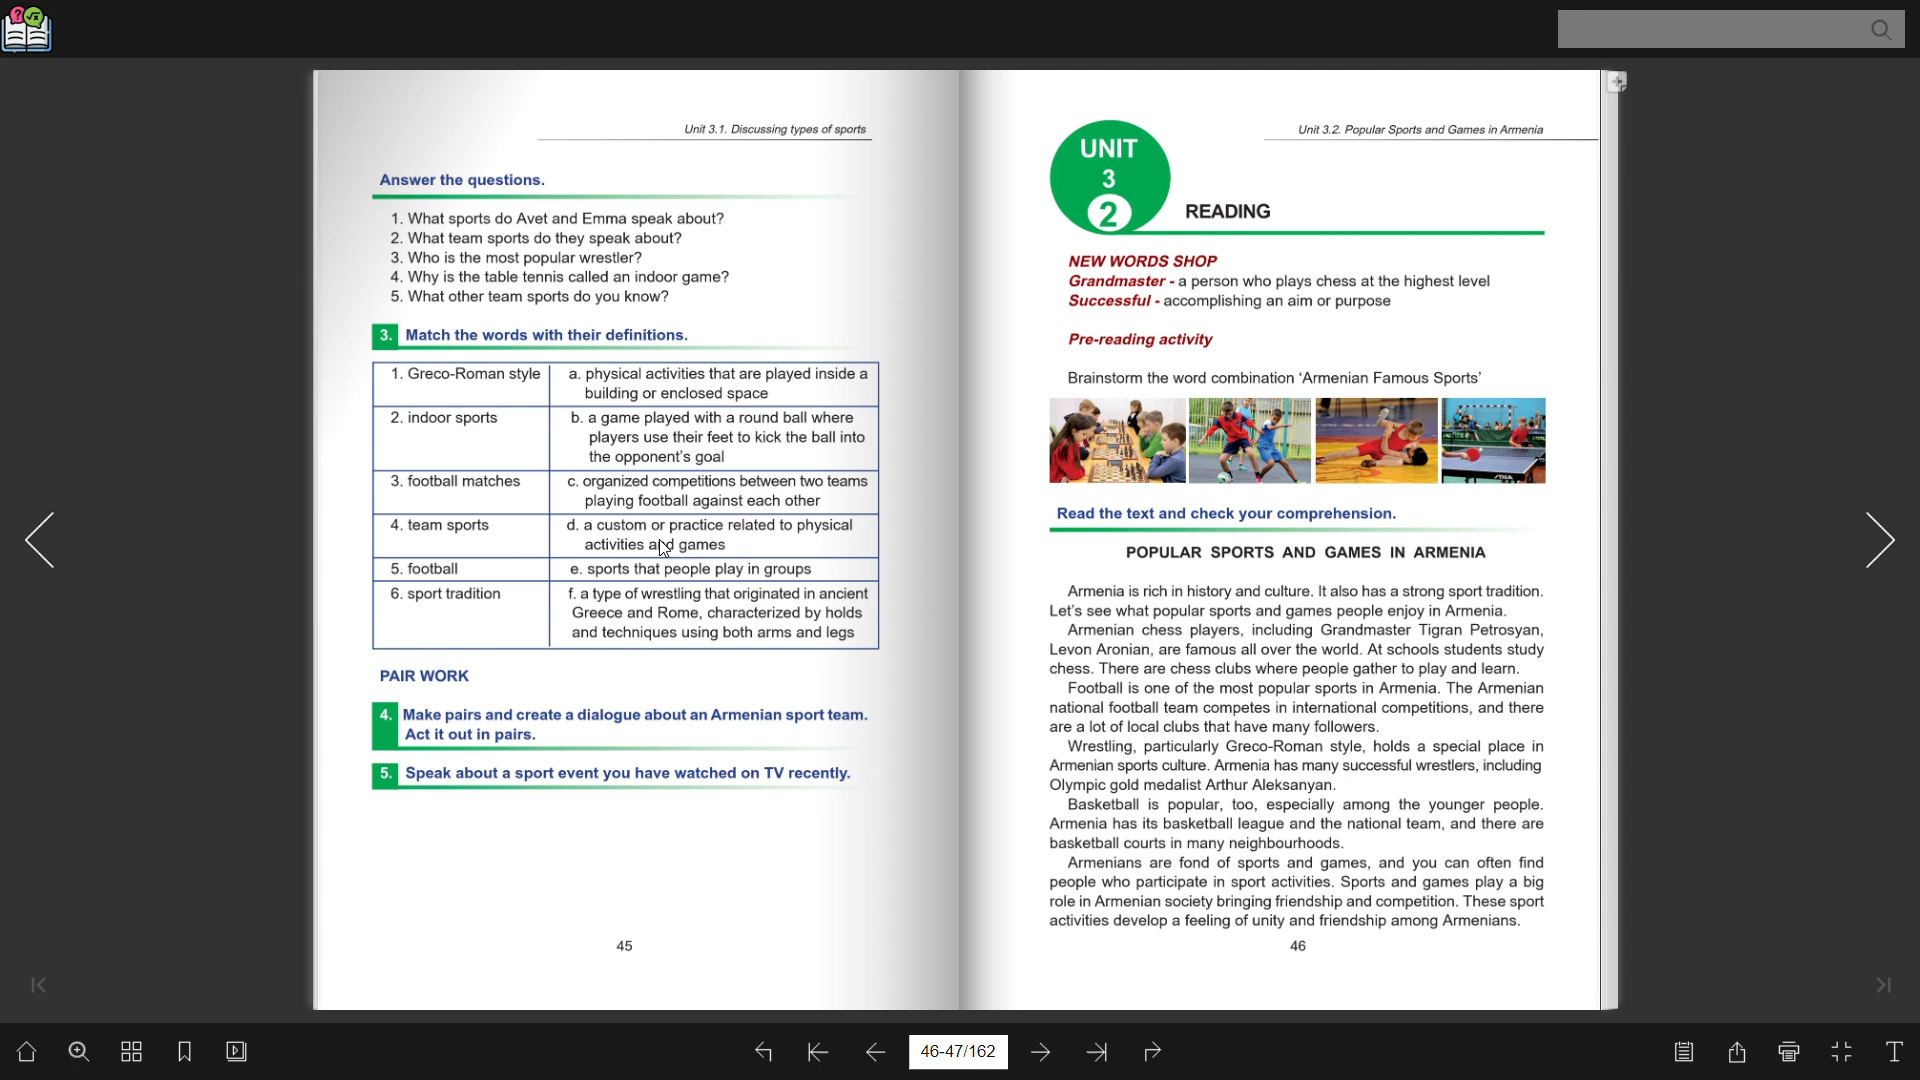 Unit 3.1. Discussing types of sports
Answer the questions.
1. What sports do Avet and Emma speak about?
2. What team sports do they speak about?
3. Who is the most popular wrestler?
4. Why is the table tennis called an indoor game?
5. What other team sports do you know?
3. Match the words with their definitions.
1. Greco-Roman style
a. physical activities that are played inside a
building or enclosed space
2. indoor sports
b. a game played with a round ball where
players use their feet to kick the ball into
the opponent's goal
3. football matches
c. organized competitions between two teams
playing football against each other
4. team sports
d. a custom or practice related to physical
activities and games
5. football
e. sports that people play in groups
6. sport tradition
f. a type of wrestling that originated in ancient
Greece and Rome, characterized by holds
and techniques using both arms and legs
PAIR WORK
4. Make pairs and create a dialogue about an Armenian sport team.
Act it out in pairs.
5. Speak about a sport event you have watched on TV recently.
45
Unit 3.2. Popular Sports and Games in Armenia
UNIT
3
2
READING
NEW WORDS SHOP
Grandmaster - a person who plays chess at the highest level
Successful - accomplishing an aim or purpose
Pre-reading activity
Brainstorm the word combination ‘Armenian Famous Sports’
Read the text and check your comprehension.
POPULAR SPORTS AND GAMES IN ARMENIA
Armenia is rich in history and culture. It also has a strong sport tradition.
Let's see what popular sports and games people enjoy in Armenia.
Armenian chess players, including Grandmaster Tigran Petrosyan,
Levon Aronian, are famous all over the world. At schools students study
chess. There are chess clubs where people gather to play and learn.
Football is one of the most popular sports in Armenia. The Armenian
national football team competes in international competitions, and there
are a lot of local clubs that have many followers.
Wrestling, particularly Greco-Roman style, holds a special place in
Armenian sports culture. Armenia has many successful wrestlers, including
Olympic gold medalist Arthur Aleksanyan.
Basketball is popular, too, especially among the younger people.
Armenia has its basketball league and the national team, and there are
basketball courts in many neighbourhoods.
Armenians are fond of sports and games, and you can often find
people who participate in sport activities. Sports and games play a big
role in Armenian society bringing friendship and competition. These sport
activities develop a feeling of unity and friendship among Armenians.
46
46-47/162